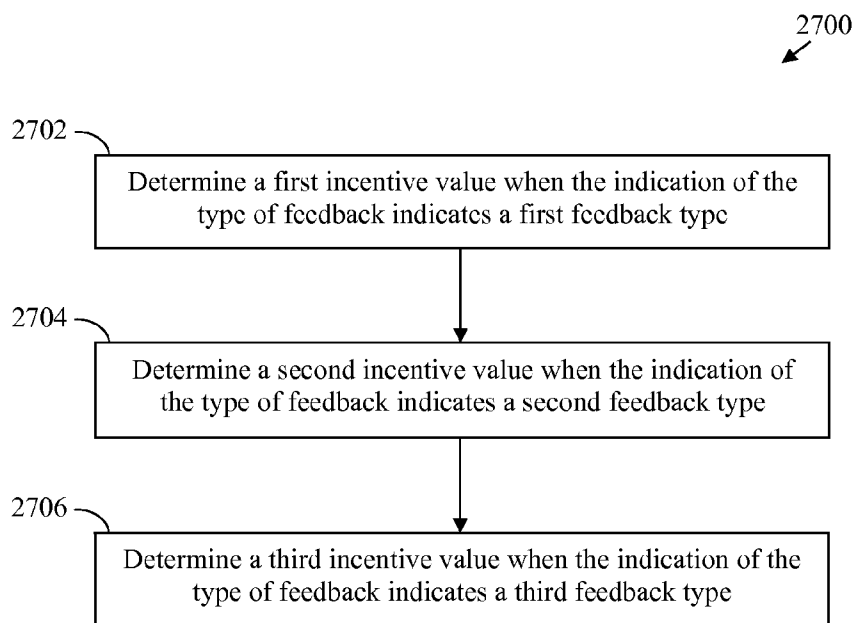 2700
2702
Determine a first incentive value when the indication of the
type of feedback indicates a first feedback type
2704
Determine a second incentive value when the indication of
the type of feedback indicates a second feedback type
2706
Determine a third incentive value when the indication of the
type of feedback indicates a third feedback type